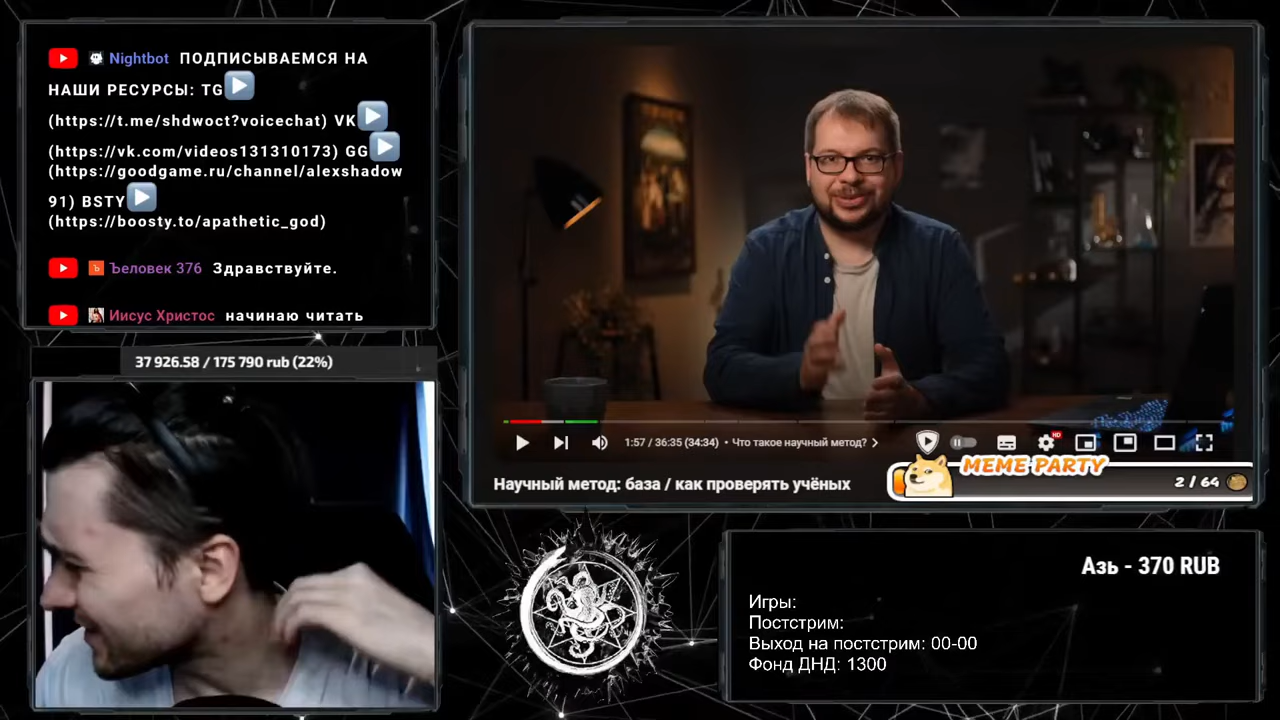 Nightbot ПОДПИСЫВАЕМСЯ НА
НАШИ РЕСУРСЫ: TG
(https://t.me/shdwoct?voicechat) VK
(https://vk.com/videos131310173) GG
(https://goodgame.ru/channel/alexshadow
91) BSTY
(https://boosty.to/apathetic_god)
Ъ Ъеловек 376 Здравствуйте.
Иисус Христос начинаю читать
37 926.58 / 175 790 rub (22%)
1:57 / 36:35 (34:34) • Что такое научный метод?
HD
Научный метод: база / как проверять учёных
MEME PARTY
2 / 64
Азь - 370 RUB
Игры:
Постстрим:
Выход на постстрим: 00-00
Фонд ДНД: 1300